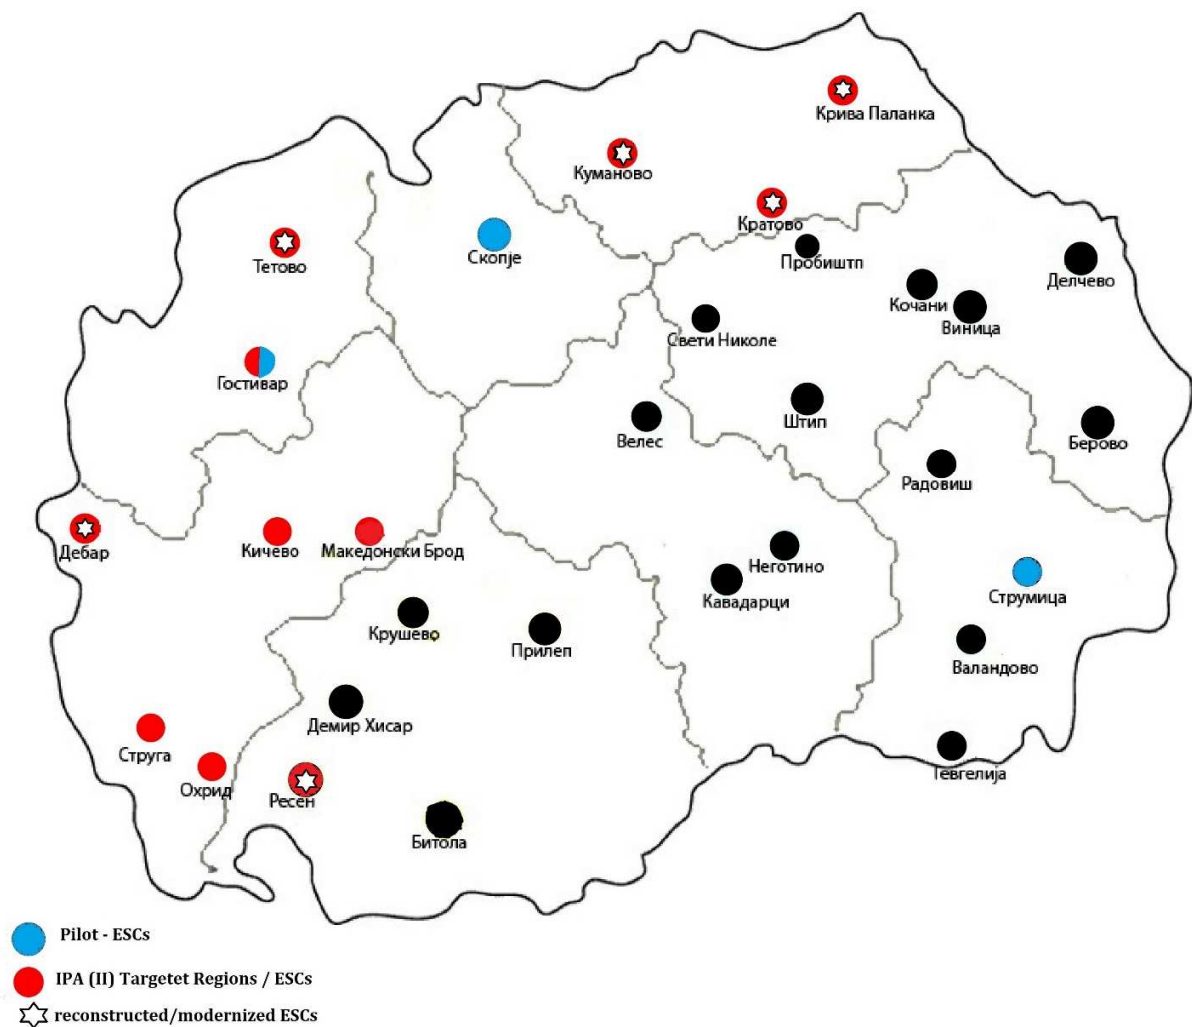 Крива Паланка
Куманово
Кратово
Скопје
Тетово
Пробиштп
Делчево
Кочани
Виница
Свети Николе
Гостивар
Штип
Велес
Берово
Радовиш
Дебар
Кичево
Македонски Брод
Неготино
Кавадарци
Струмица
Крушево
Прилеп
Валандово
Демир Хисар
Струга
Охрид
Ресен
Гевгелија
Битола
Pilot - ESCs
IPA (II) Targetet Regions / ESCs
reconstructed/modernized ESCs